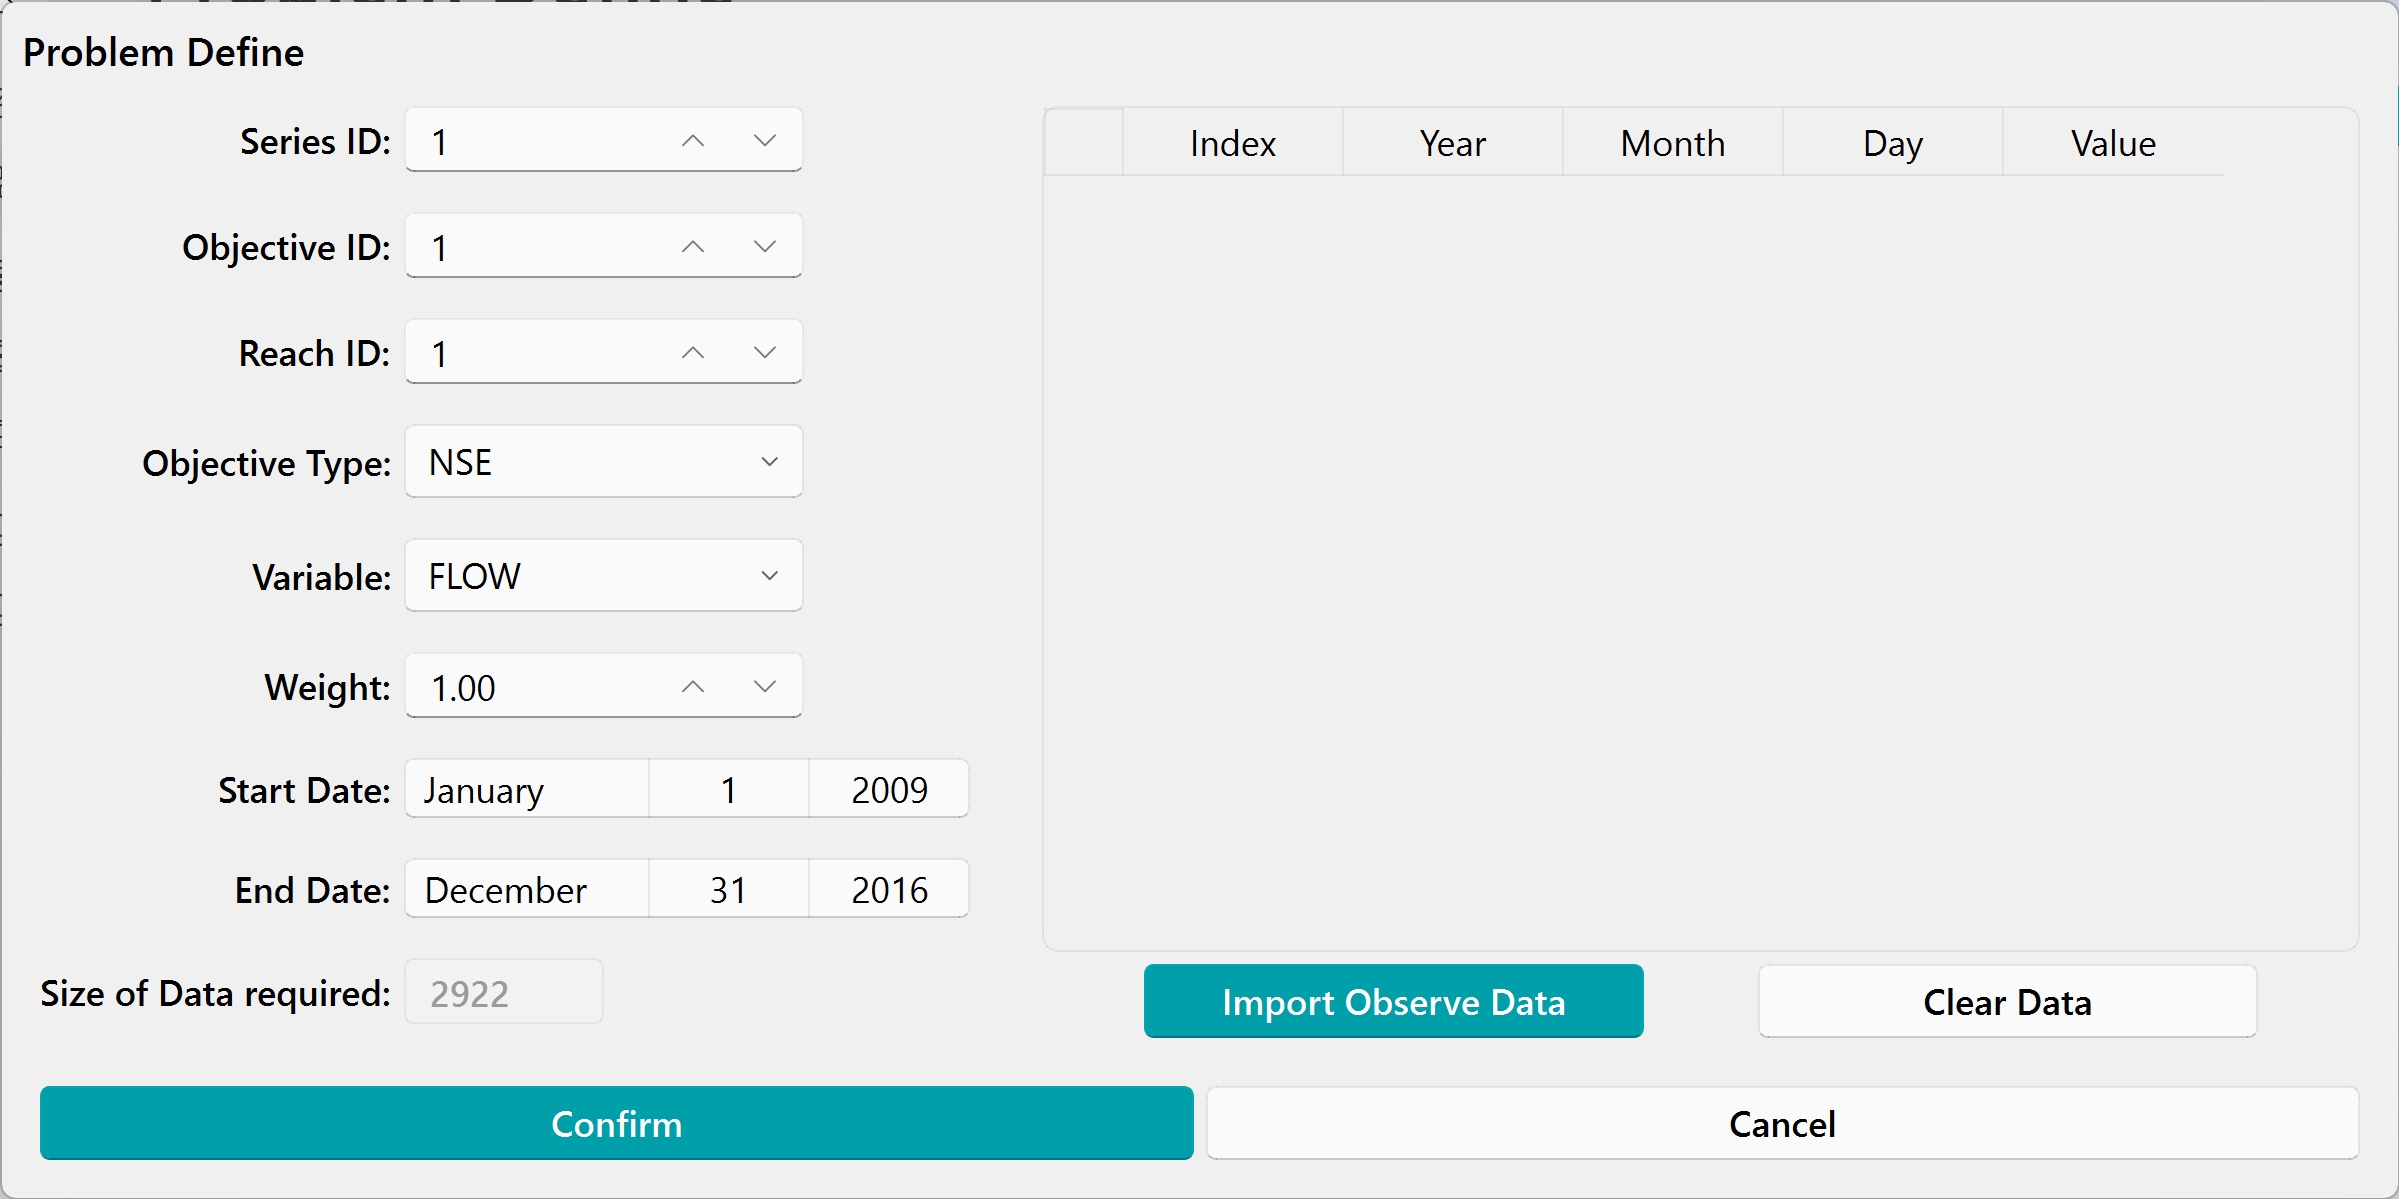 Problem Define
Series ID: 1
Objective ID: 1
Reach ID: 1
Objective Type: NSE
Variable: FLOW
Weight: 1.00
Start Date: January 1 2009
End Date: December 31 2016
Size of Data required: 2922
Index Year Month Day Value
Import Observe Data Clear Data
Confirm Cancel